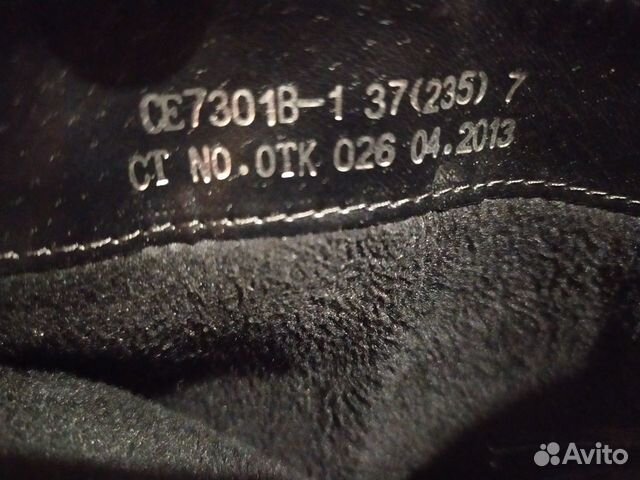 CE7301B-1 37(235) 7
CT NO.OTK 026 04.2013
Avito